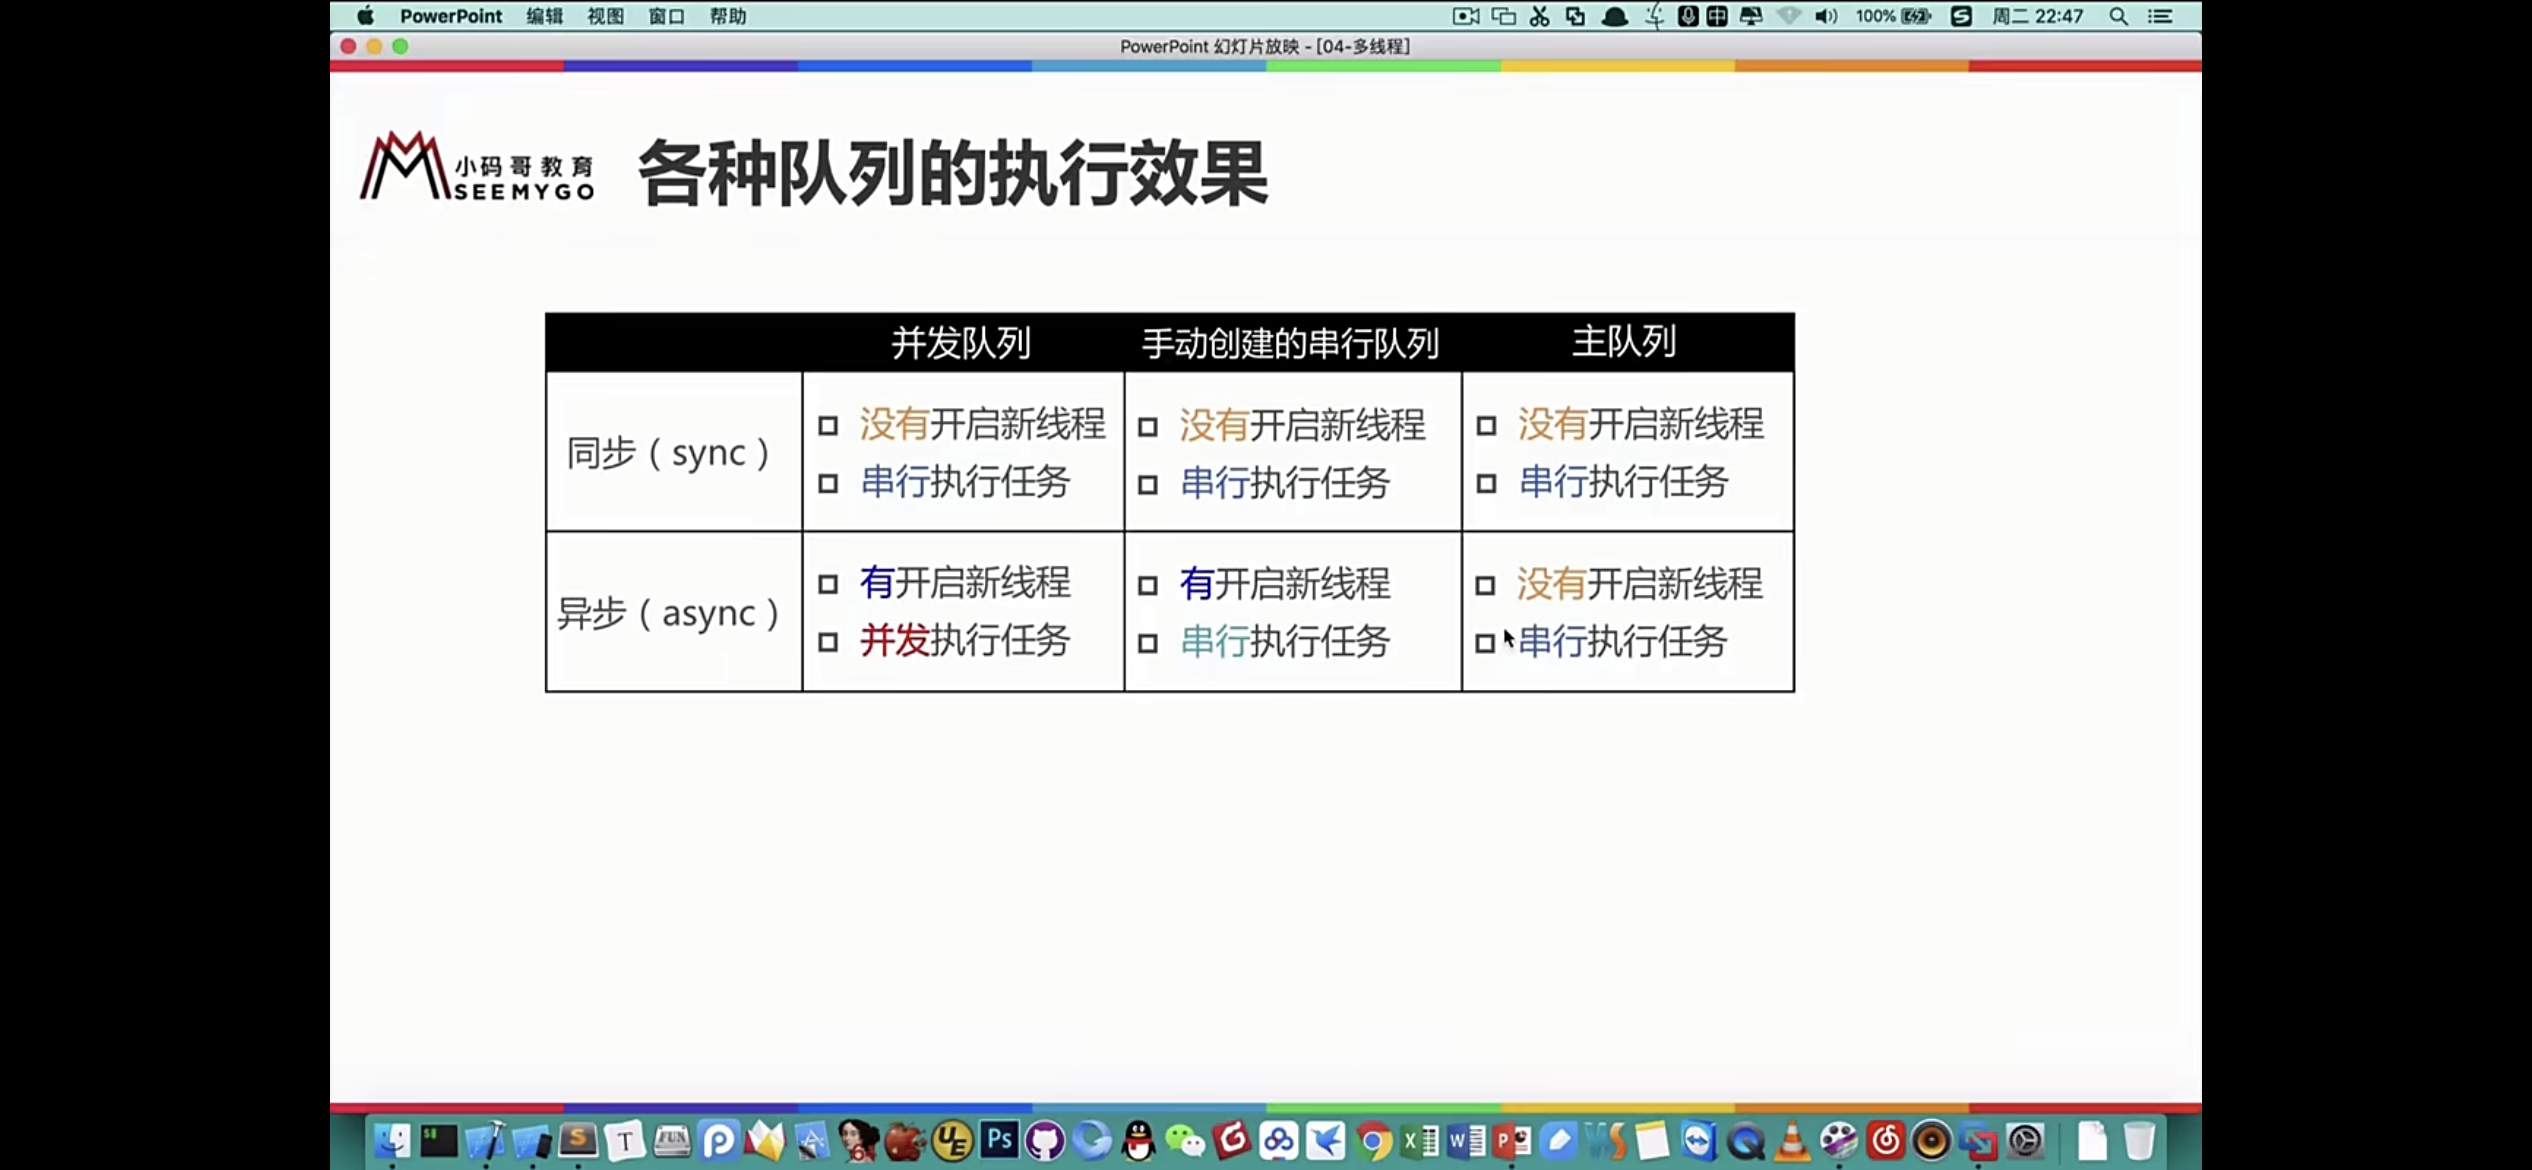 PowerPoint 编辑 视图 窗口 帮助 100% 周二 22:47
PowerPoint 幻灯片放映 - [04-多线程]
小码哥教育
SEEMYGO
各种队列的执行效果
并发队列 手动创建的串行队列 主队列
同步（sync）
没有开启新线程
串行执行任务
没有开启新线程
串行执行任务
没有开启新线程
串行执行任务
异步（async）
有开启新线程
并发执行任务
有开启新线程
串行执行任务
没有开启新线程
串行执行任务